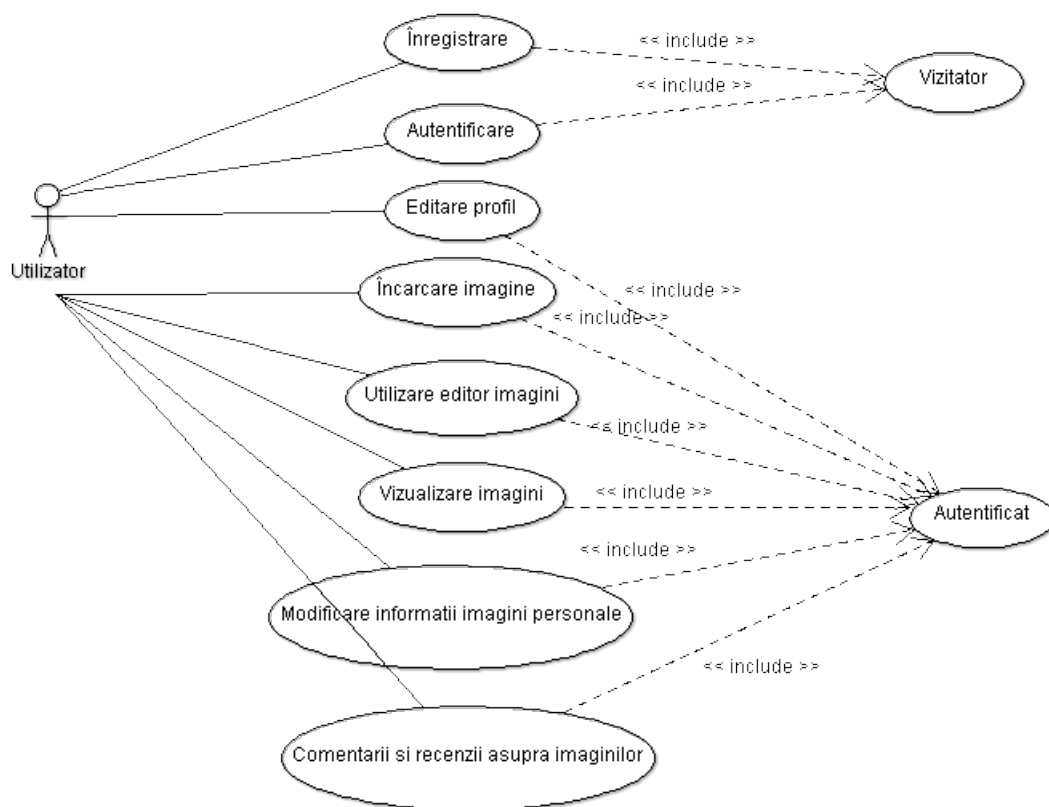 Înregistrare
<< include >>
Vizitator
<< include >>
Autentificare
Editare profil
Utilizator
Încarcare imagine
<< include >>
<< include >>
Utilizare editor imagini
<< include >>
Vizualizare imagini
<< include >>
Autentificat
<< include >>
Modificare informatii imagini personale
<< include >>
Comentarii si recenzii asupra imaginilor